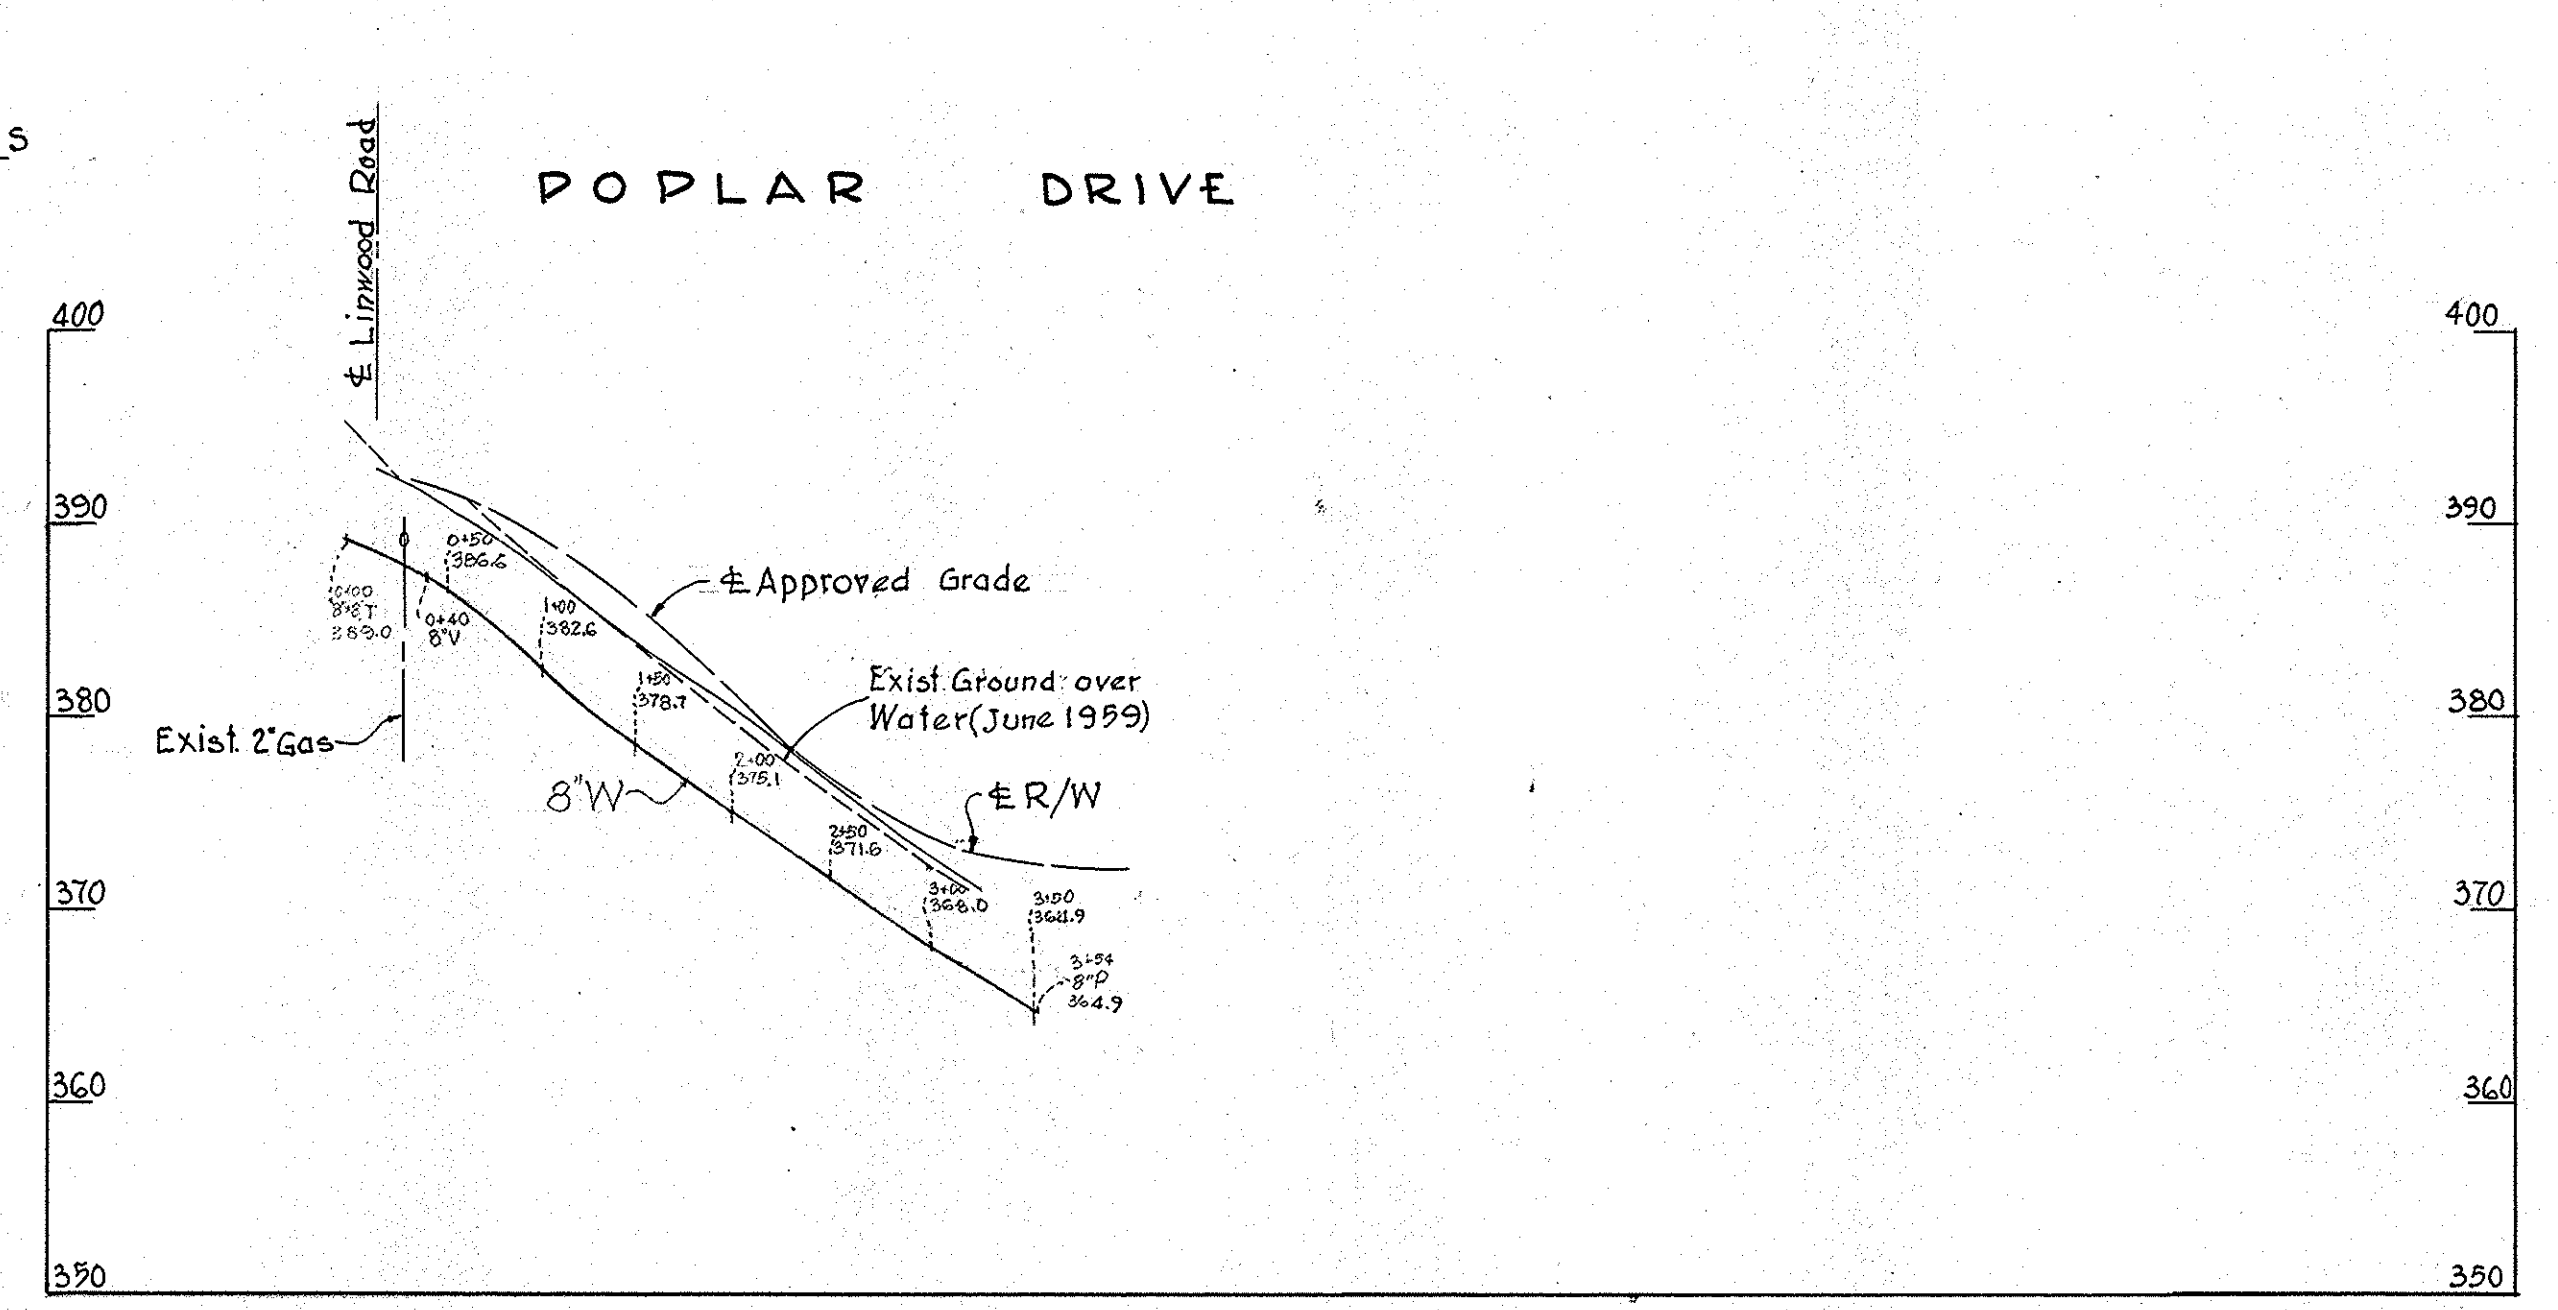 S
℄ Linwood Road
POPLAR DRIVE
400
400
390
390
0+50
386.6
0+00
8"x8"T
389.0
0+40
8"V
℄ Approved Grade
1+00
382.6
Exist. Ground over
Water (June 1959)
1+50
378.7
380
380
Exist. 2" Gas
2+00
375.1
8"W
℄ R/W
2+50
371.6
370
370
3+00
368.0
3+50
364.9
3+54
8"P
364.9
360
360
350
350